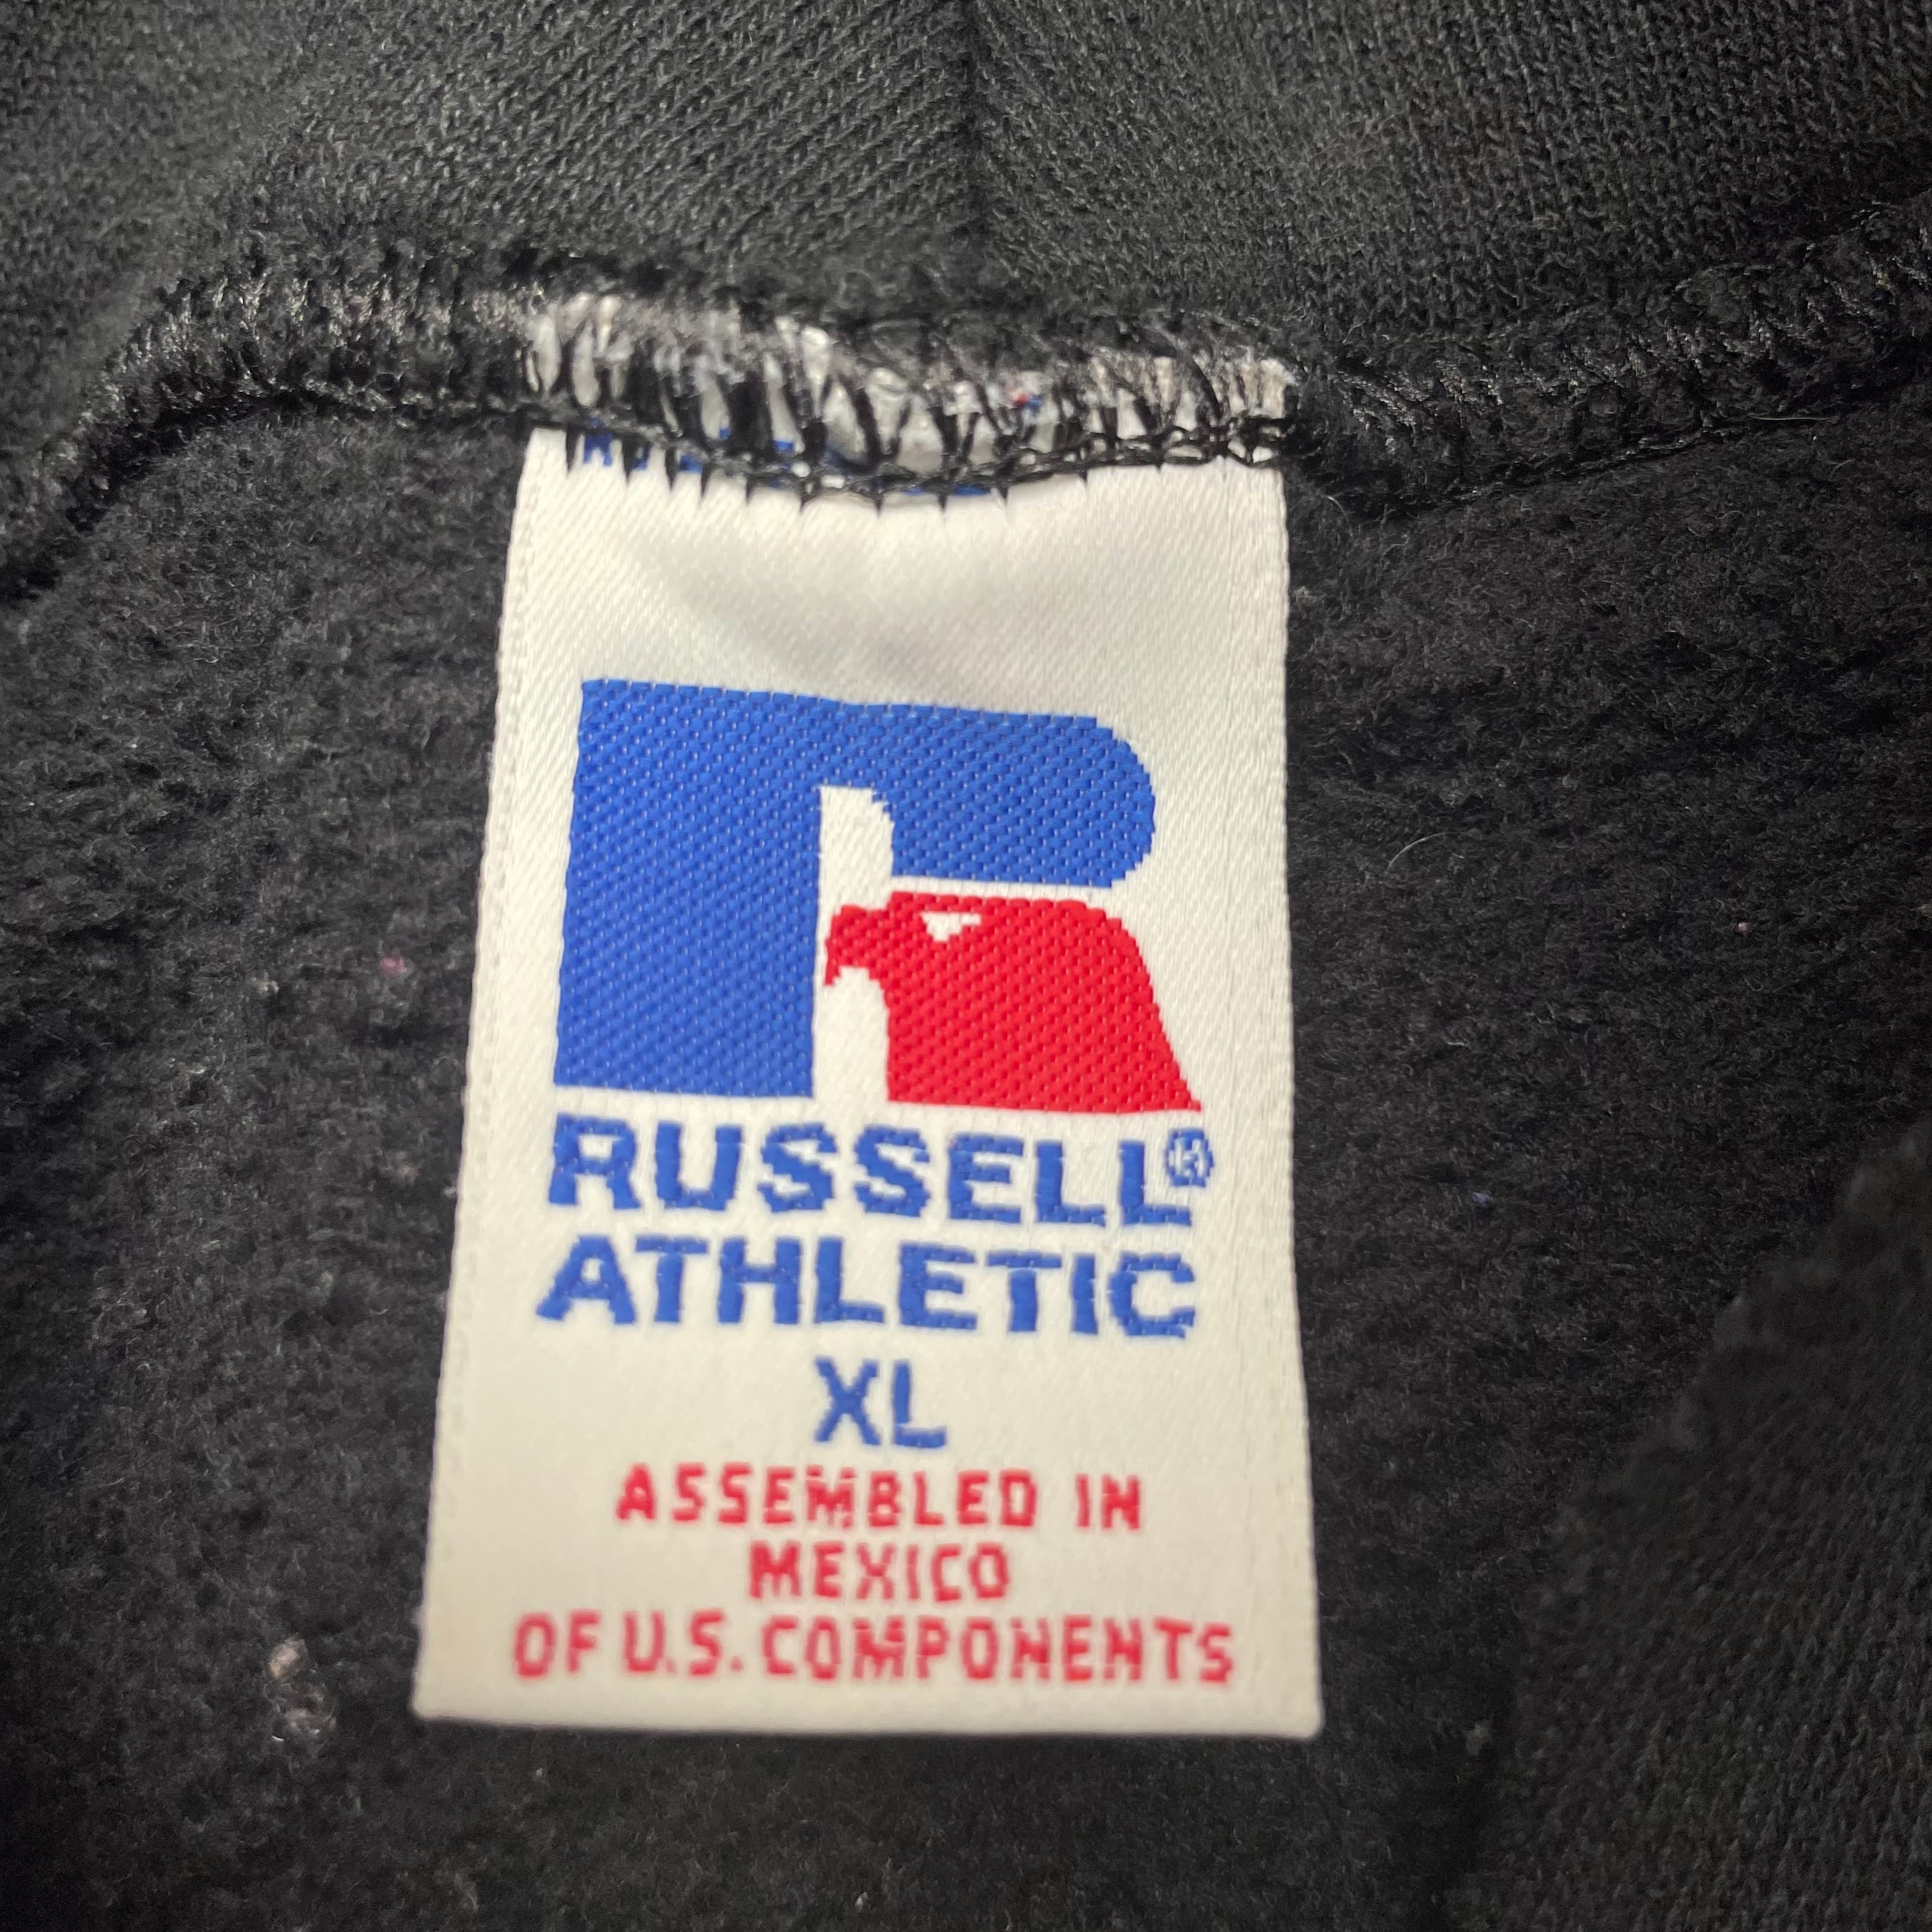 RUSSELL®
ATHLETIC
XL
ASSEMBLED IN
MEXICO
OF U.S. COMPONENTS